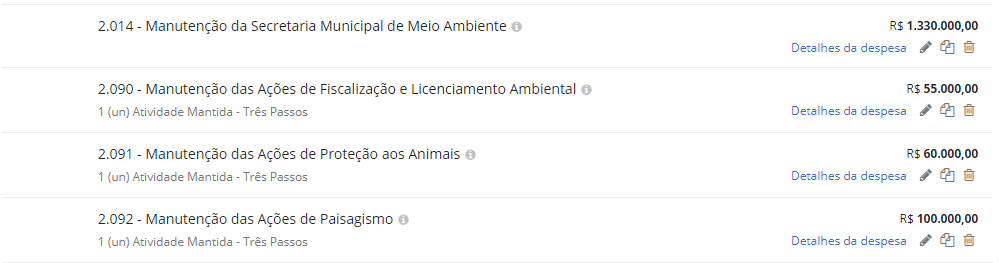 2.014 - Manutenção da Secretaria Municipal de Meio Ambiente
R$ 1.330.000,00
Detalhes da despesa
2.090 - Manutenção das Ações de Fiscalização e Licenciamento Ambiental
R$ 55.000,00
1 (un) Atividade Mantida - Três Passos
Detalhes da despesa
2.091 - Manutenção das Ações de Proteção aos Animais
R$ 60.000,00
1 (un) Atividade Mantida - Três Passos
Detalhes da despesa
2.092 - Manutenção das Ações de Paisagismo
R$ 100.000,00
1 (un) Atividade Mantida - Três Passos
Detalhes da despesa